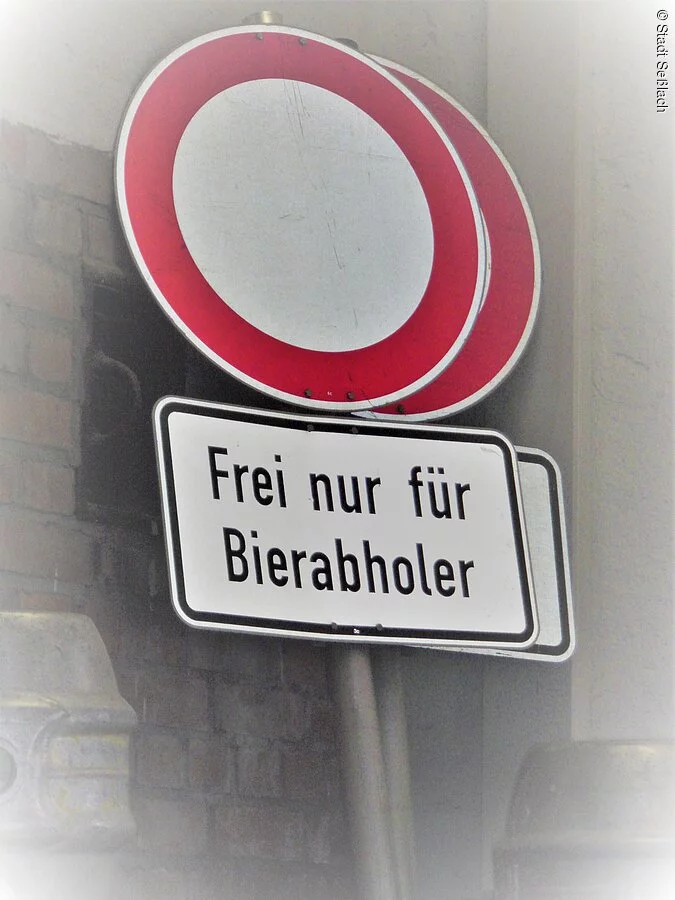 © Stadt Seßlach
Frei nur für
Bierabholer